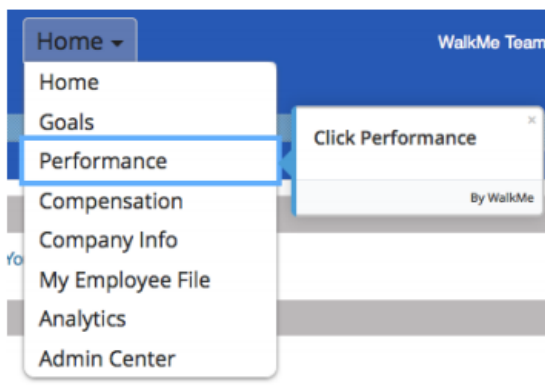 Home
WalkMe Team
Home
Goals
Performance
Compensation
Company Info
My Employee File
Analytics
Admin Center
Click Performance
By WalkMe
Yo